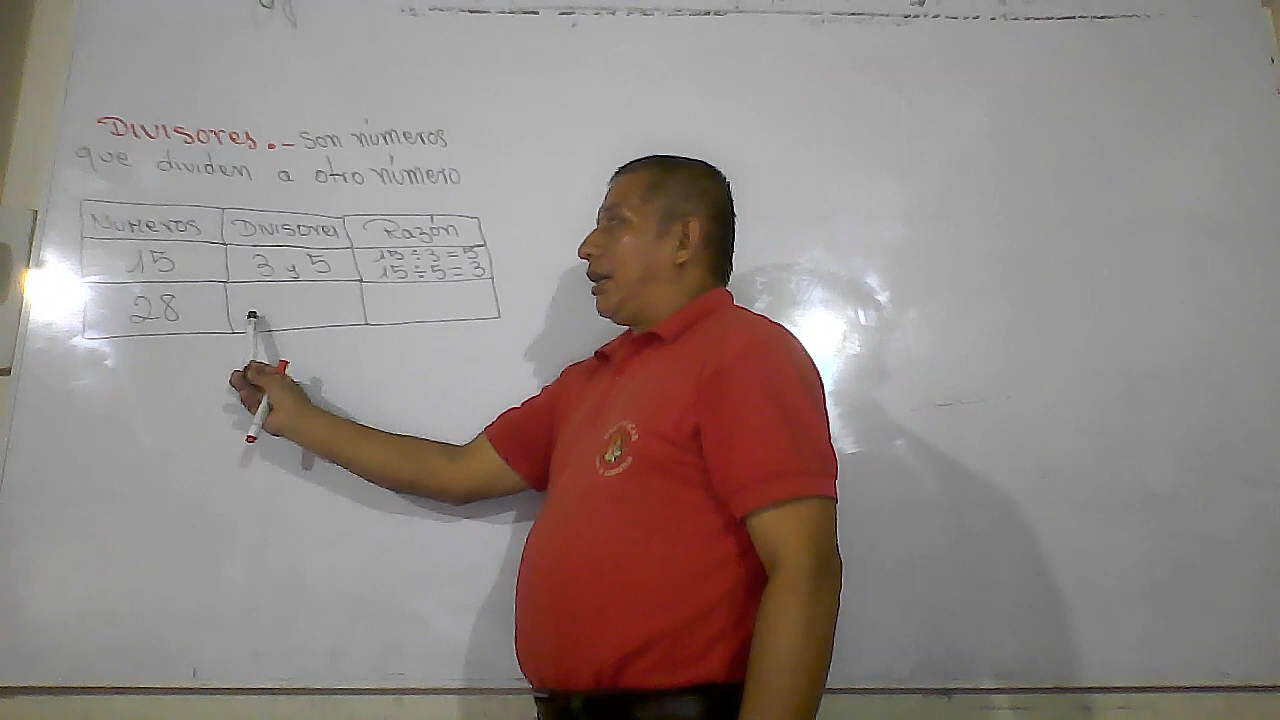 Divisores.- son números
que dividen a otro número
Numeros Divisores Razón
15 3 y 5 15÷3=5
15÷5=3
28